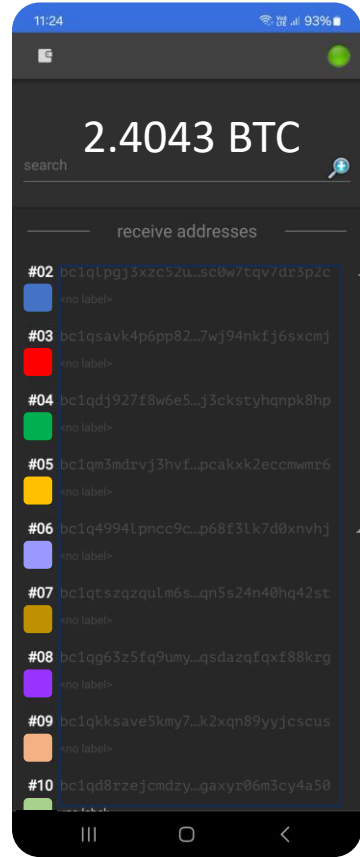 11:24 93%
2.4043 BTC
search
receive addresses
#02 bc1qlpgj3xzc52u...sc0w7tqv7dr3p2c
<no label>
#03 bc1qsavk4p6pp82...7wj94nkfj6sxcmj
<no label>
#04 bc1qdj927f8w6e5...j3ckstyhqnpk8hp
<no label>
#05 bc1qm3mdrvj3hvf...pcakxk2eccmwmr6
<no label>
#06 bc1q4994lpncc9c...p68f3lk7d0xnvhj
<no label>
#07 bc1qtszqzqulm6s...qn5s24n40hq42st
<no label>
#08 bc1qg63z5fq9umy...qsdazqfqxf88krg
<no label>
#09 bc1qkksave5kmy7...k2xqn89yyjcscus
<no label>
#10 bc1qd8rzejcmdzy...gaxyr06m3cy4a50
<no label>